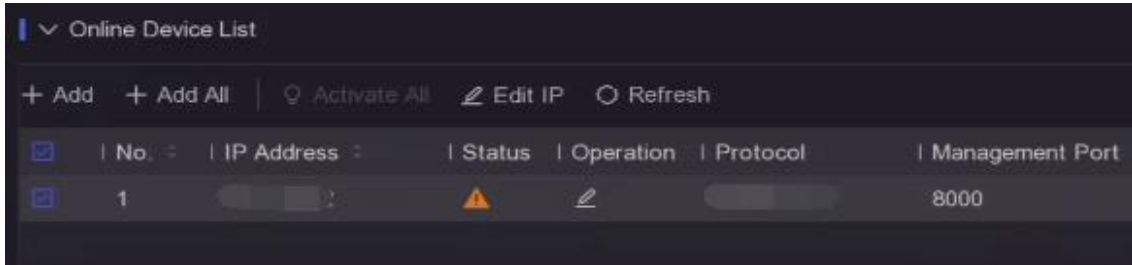 Online Device List
+ Add + Add All Activate All Edit IP Refresh
No. IP Address Status Operation Protocol Management Port
1 8000